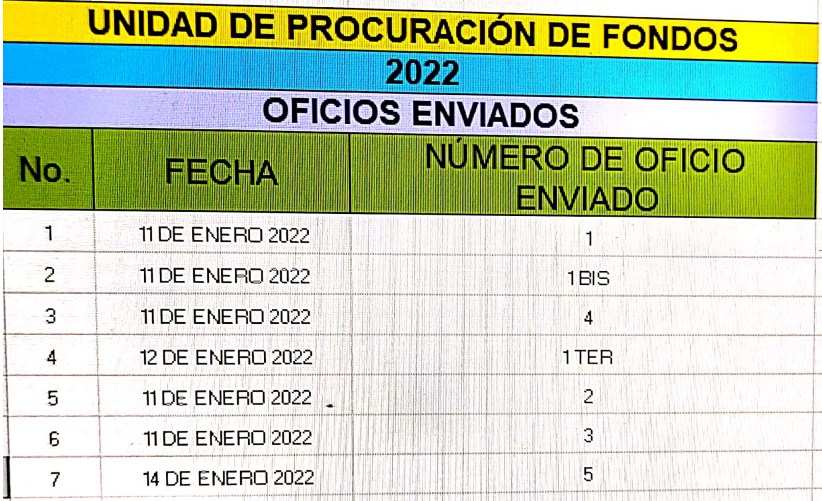 UNIDAD DE PROCURACIÓN DE FONDOS
2022
OFICIOS ENVIADOS
No. FECHA NÚMERO DE OFICIO ENVIADO
1 11 DE ENERO 2022 1
2 11 DE ENERO 2022 1 BIS
3 11 DE ENERO 2022 4
4 12 DE ENERO 2022 1 TER
5 11 DE ENERO 2022 2
6 11 DE ENERO 2022 3
7 14 DE ENERO 2022 5